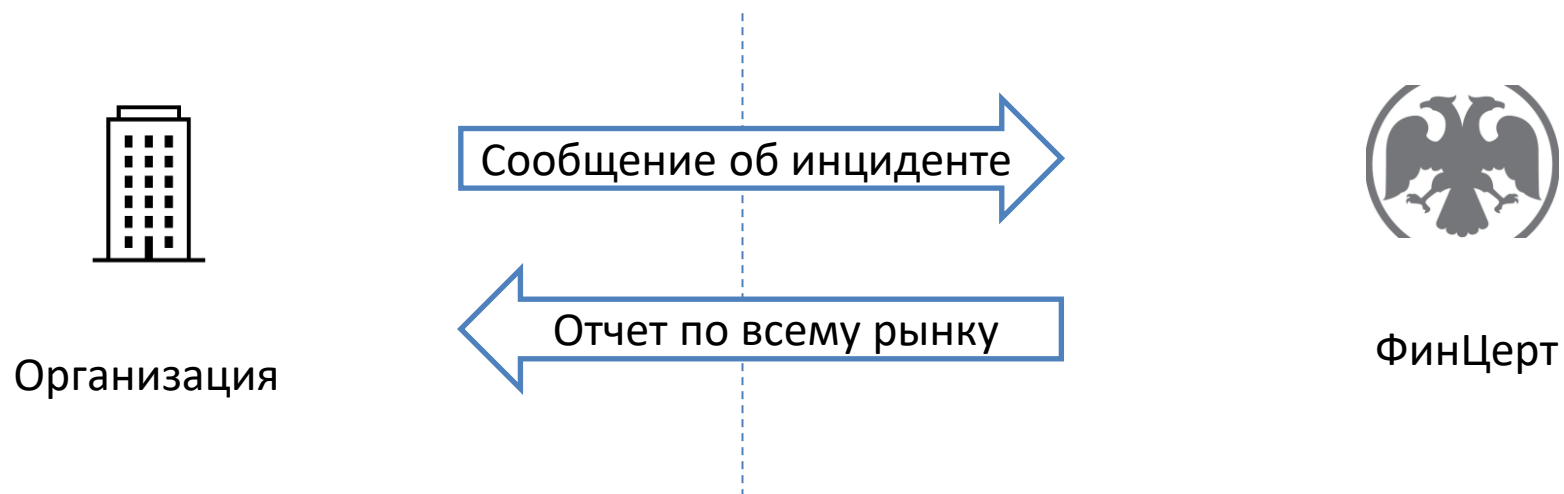 Сообщение об инциденте
Отчет по всему рынку
Организация
ФинЦерт